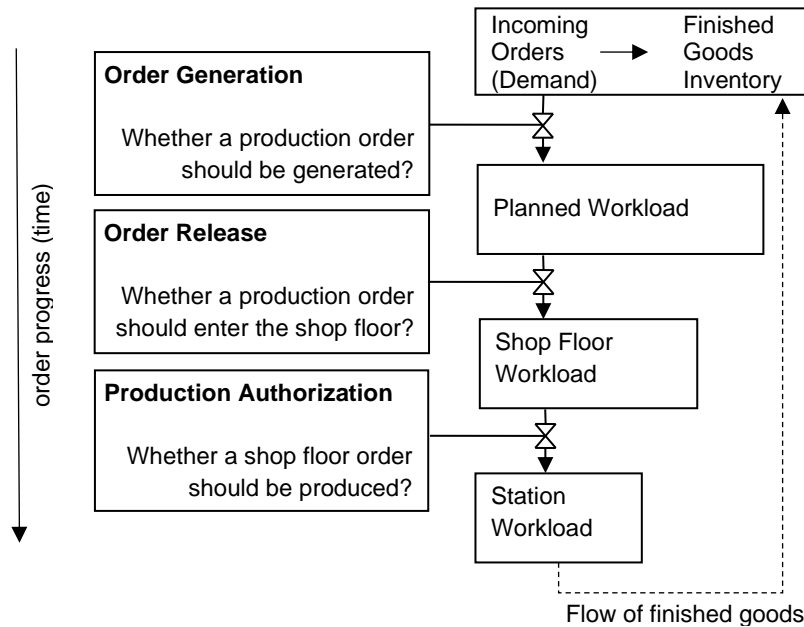 Incoming
Orders
(Demand)
Finished
Goods
Inventory
Order Generation
Whether a production order
should be generated?
Planned Workload
Order Release
Whether a production order
should enter the shop floor?
Shop Floor
Workload
Production Authorization
Whether a shop floor order
should be produced?
Station
Workload
order progress (time)
Flow of finished goods